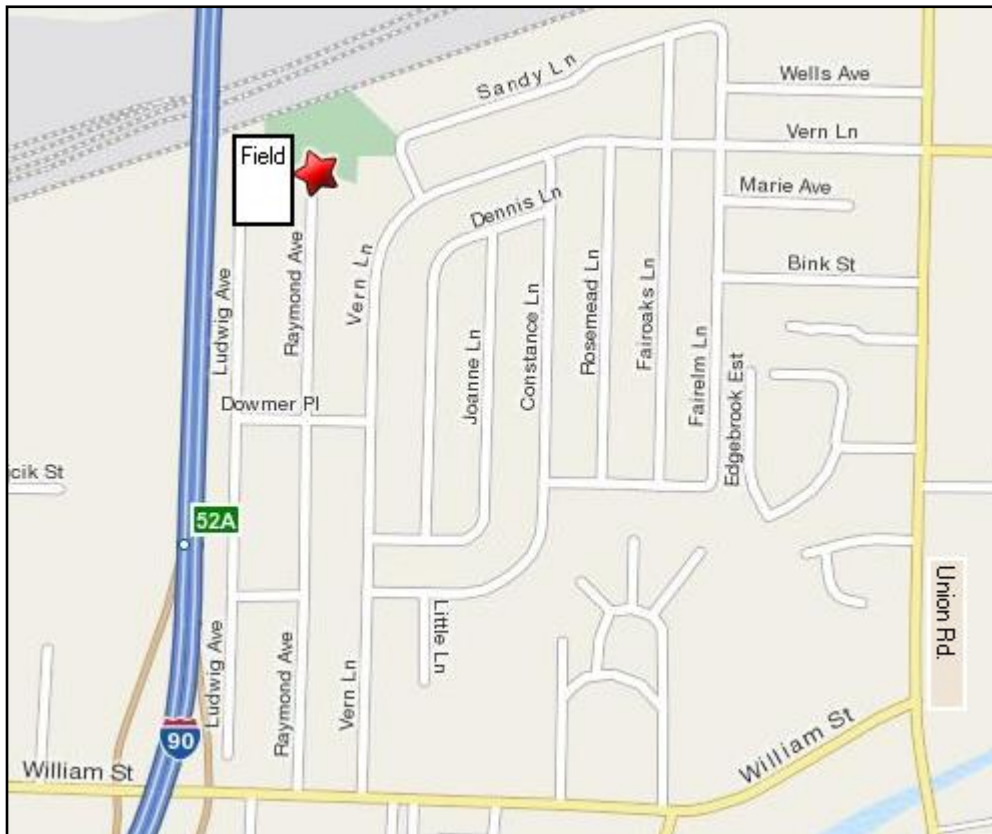 Sandy Ln
Wells Ave
Vern Ln
Field
Marie Ave
Dennis Ln
Bink St
Ludwig Ave
Raymond Ave
Vern Ln
Joanne Ln
Constance Ln
Rosemead Ln
Fairoaks Ln
Fairelm Ln
Edgebrook Est
Dowmer Pl
cik St
52A
Union Rd.
Little Ln
Ludwig Ave
Raymond Ave
Vern Ln
90
William St
William St